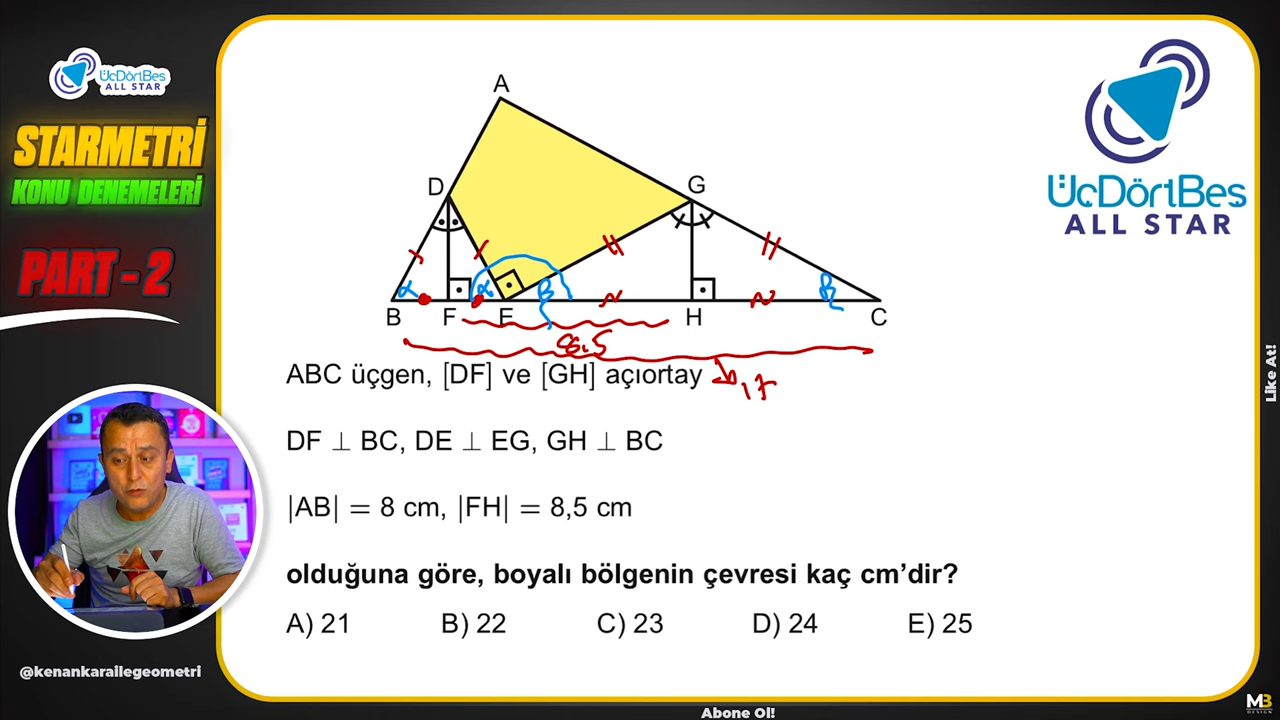 ÜçDörtBeş
ALL STAR
STARMETRİ
KONU DENEMELERİ
PART - 2
A
D
G
B
F
E
H
C
α
α
β
β
8.5
17
ÜçDörtBeş
ALL STAR
ABC üçgen, [DF] ve [GH] açıortay
DF ⊥ BC, DE ⊥ EG, GH ⊥ BC
|AB| = 8 cm, |FH| = 8,5 cm
olduğuna göre, boyalı bölgenin çevresi kaç cm’dir?
A) 21 B) 22 C) 23 D) 24 E) 25
@kenankarailegeometri
Abone Ol!
Like At!
MB
DESIGN